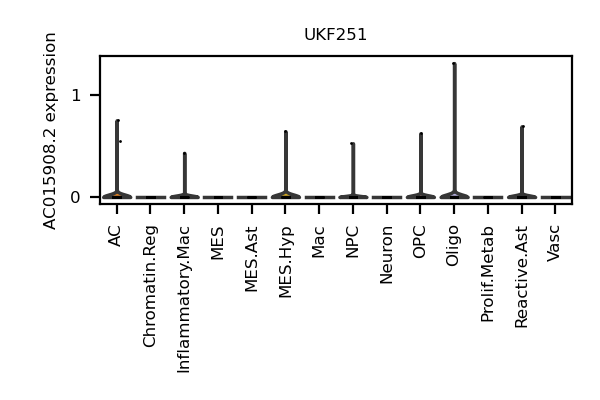 UKF251
AC015908.2 expression
1
0
AC
Chromatin.Reg
Inflammatory.Mac
MES
MES.Ast
MES.Hyp
Mac
NPC
Neuron
OPC
Oligo
Prolif.Metab
Reactive.Ast
Vasc